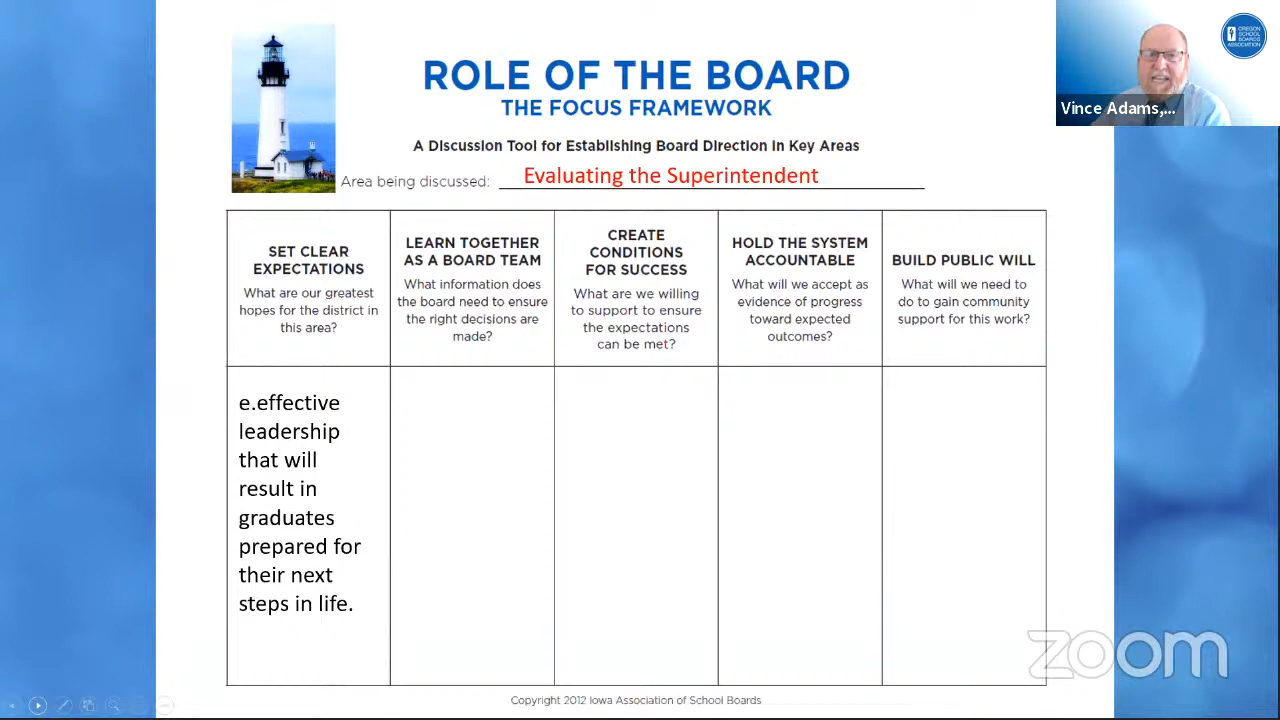 ROLE OF THE BOARD
THE FOCUS FRAMEWORK
A Discussion Tool for Establishing Board Direction in Key Areas
Area being discussed: Evaluating the Superintendent
OREGON
SCHOOL
BOARDS
ASSOCIATION
Vince Adams,...
SET CLEAR
EXPECTATIONS
What are our greatest
hopes for the district in
this area?
LEARN TOGETHER
AS A BOARD TEAM
What information does
the board need to ensure
the right decisions are
made?
CREATE
CONDITIONS
FOR SUCCESS
What are we willing
to support to ensure
the expectations
can be met?
HOLD THE SYSTEM
ACCOUNTABLE
What will we accept as
evidence of progress
toward expected
outcomes?
BUILD PUBLIC WILL
What will we need to
do to gain community
support for this work?
e.effective
leadership
that will
result in
graduates
prepared for
their next
steps in life.
zoom
Copyright 2012 Iowa Association of School Boards